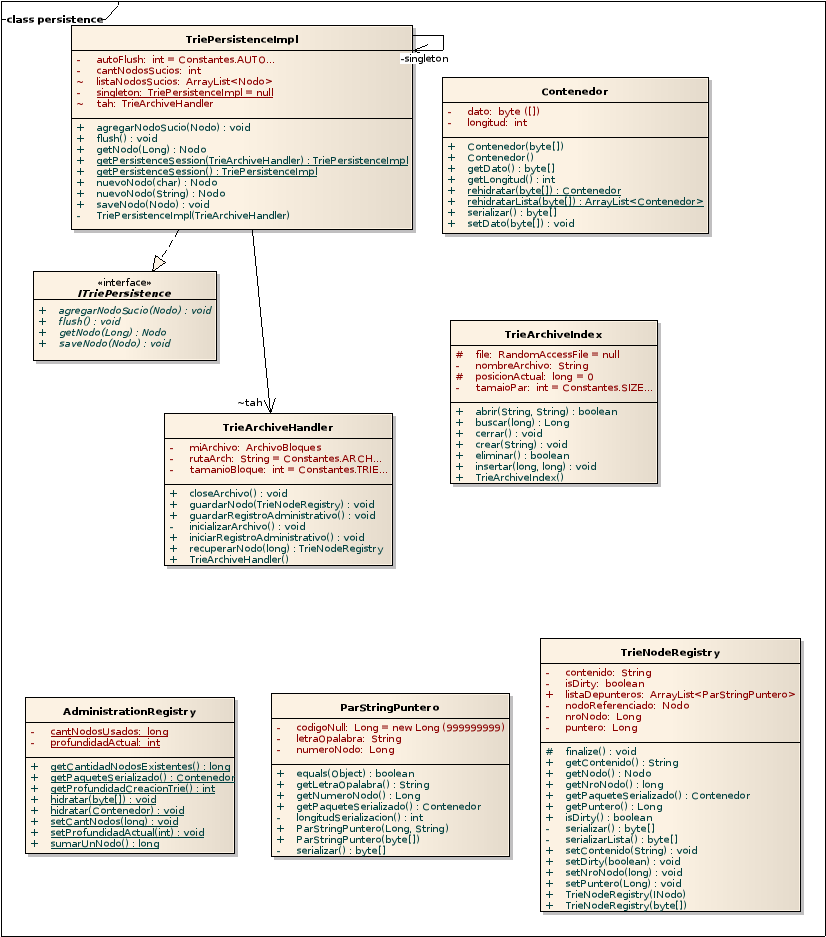 class persistence
TriePersistenceImpl
- autoFlush: int = Constantes.AUTO...
- cantNodosSucios: int
~ listaNodosSucios: ArrayList<Nodo>
- singleton: TriePersistenceImpl = null
~ tah: TrieArchiveHandler
+ agregarNodoSucio(Nodo) : void
+ flush() : void
+ getNodo(Long) : Nodo
+ getPersistenceSession(TrieArchiveHandler) : TriePersistenceImpl
+ getPersistenceSession() : TriePersistenceImpl
+ nuevoNodo(char) : Nodo
+ nuevoNodo(String) : Nodo
+ saveNodo(Nodo) : void
- TriePersistenceImpl(TrieArchiveHandler)
-singleton
Contenedor
- dato: byte ([])
- longitud: int
+ Contenedor(byte[])
+ Contenedor()
+ getDato() : byte[]
+ getLongitud() : int
+ rehidratar(byte[]) : Contenedor
+ rehidratarLista(byte[]) : ArrayList<Contenedor>
+ serializar() : byte[]
+ setDato(byte[]) : void
«interface»
ITriePersistence
+ agregarNodoSucio(Nodo) : void
+ flush() : void
+ getNodo(Long) : Nodo
+ saveNodo(Nodo) : void
TrieArchiveIndex
# file: RandomAccessFile = null
- nombreArchivo: String
# posicionActual: long = 0
- tamaioPar: int = Constantes.SIZE...
+ abrir(String, String) : boolean
+ buscar(long) : Long
+ cerrar() : void
+ crear(String) : void
+ eliminar() : boolean
+ insertar(long, long) : void
+ TrieArchiveIndex()
~tah
TrieArchiveHandler
- miArchivo: ArchivoBloques
- rutaArch: String = Constantes.ARCH...
- tamanioBloque: int = Constantes.TRIE...
+ closeArchivo() : void
+ guardarNodo(TrieNodeRegistry) : void
+ guardarRegistroAdministrativo() : void
- inicializarArchivo() : void
+ iniciarRegistroAdministrativo() : void
+ recuperarNodo(long) : TrieNodeRegistry
+ TrieArchiveHandler()
AdministrationRegistry
- cantNodosUsados: long
- profundidadActual: int
+ getCantidadNodosExistentes() : long
+ getPaqueteSerializado() : Contenedor
+ getProfundidadCreacionTrie() : int
+ hidratar(byte[]) : void
+ hidratar(Contenedor) : void
+ setCantNodos(long) : void
+ setProfundidadActual(int) : void
+ sumarUnNodo() : long
ParStringPuntero
- codigoNull: Long = new Long (999999999)
- letraOpalabra: String
- numeroNodo: Long
+ equals(Object) : boolean
+ getLetraOpalabra() : String
+ getNumeroNodo() : Long
+ getPaqueteSerializado() : Contenedor
- longitudSerializacion() : int
+ ParStringPuntero(Long, String)
+ ParStringPuntero(byte[])
- serializar() : byte[]
TrieNodeRegistry
- contenido: String
- isDirty: boolean
+ listaDepunteros: ArrayList<ParStringPuntero>
- nodoReferenciado: Nodo
- nroNodo: Long
- puntero: Long
# finalize() : void
+ getContenido() : String
+ getNodo() : Nodo
+ getNroNodo() : long
+ getPaqueteSerializado() : Contenedor
+ getPuntero() : Long
+ isDirty() : boolean
- serializar() : byte[]
- serializarLista() : byte[]
+ setContenido(String) : void
+ setDirty(boolean) : void
+ setNroNodo(long) : void
+ setPuntero(Long) : void
+ TrieNodeRegistry(INodo)
+ TrieNodeRegistry(byte[])